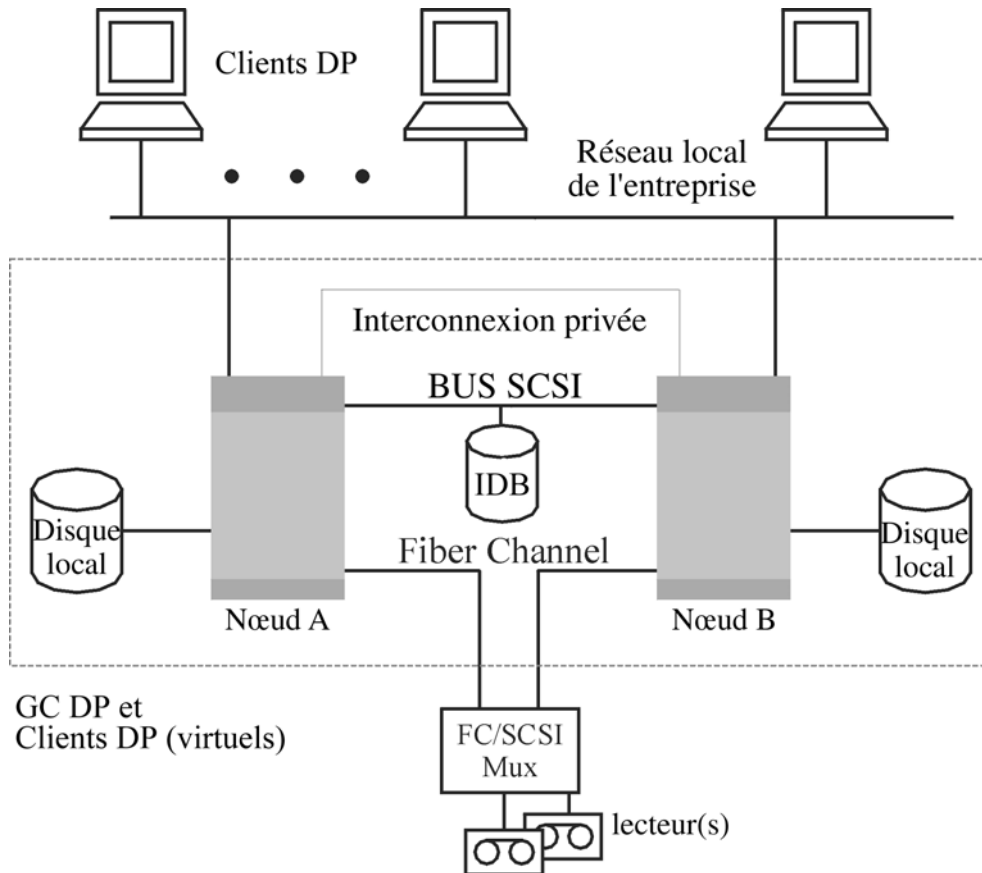 Clients DP
Réseau local
de l'entreprise
Interconnexion privée
BUS SCSI
IDB
Disque
local
Fiber Channel
Disque
local
Nœud A
Nœud B
GC DP et
Clients DP (virtuels)
FC/SCSI
Mux
lecteur(s)